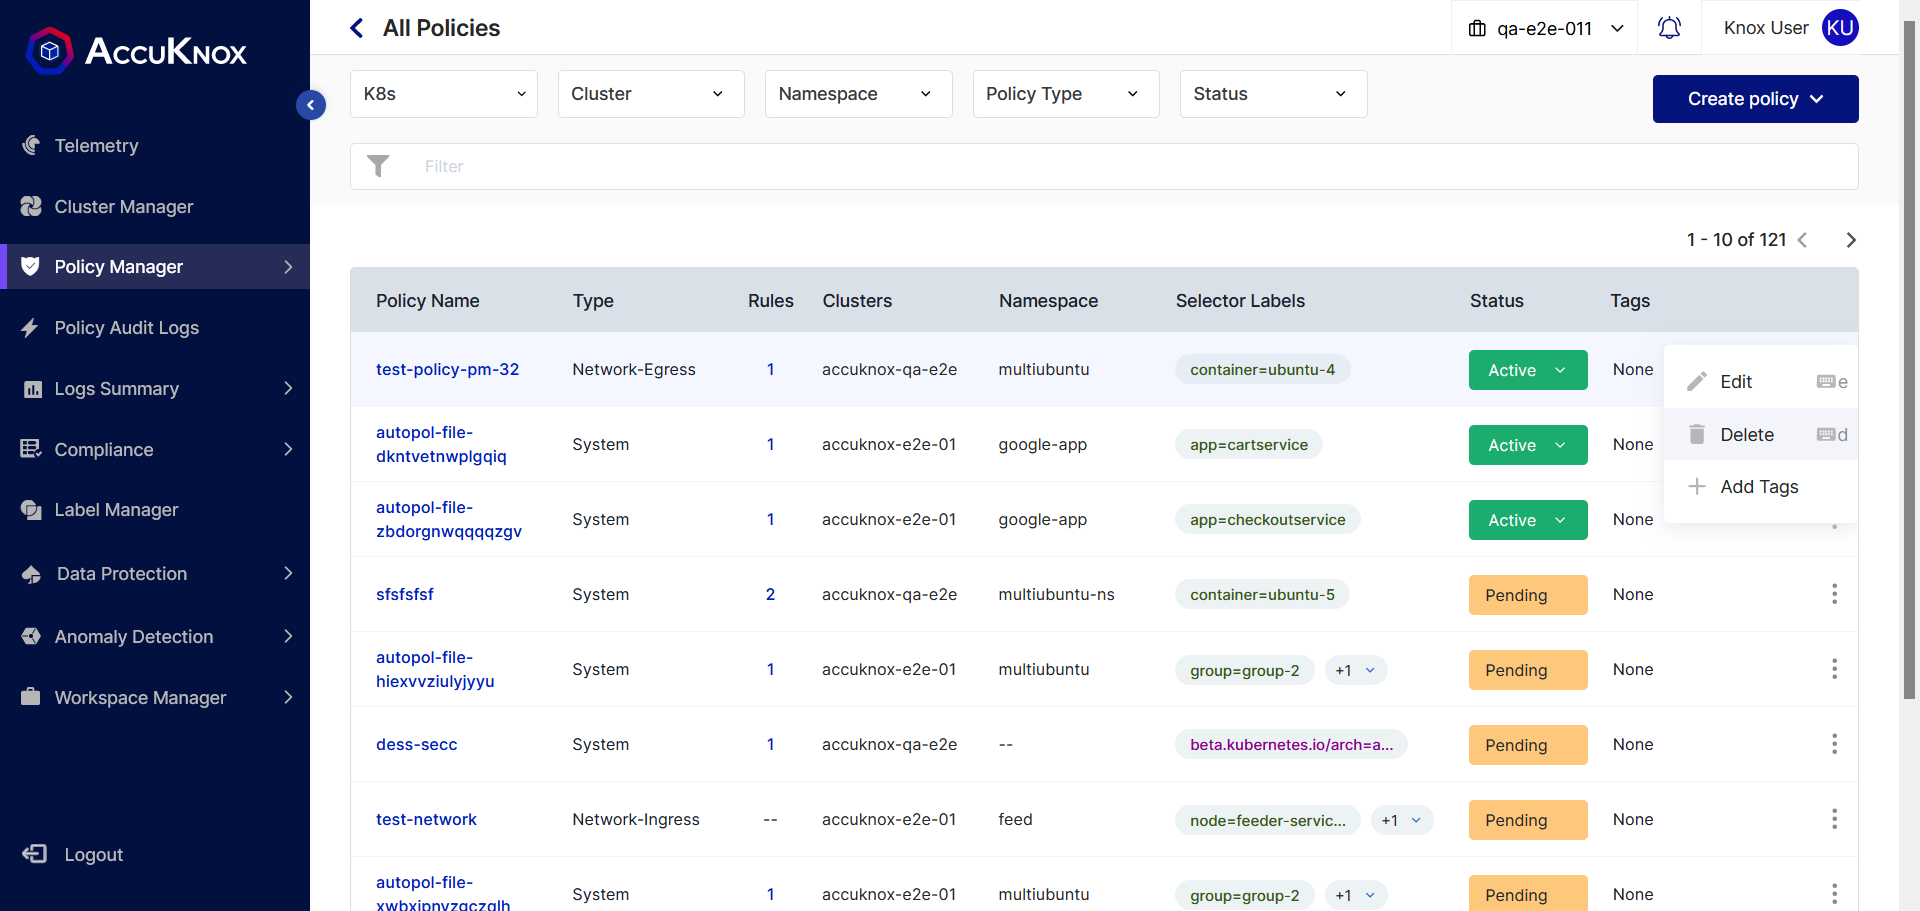 ACCUKNOX
Telemetry
Cluster Manager
Policy Manager
Policy Audit Logs
Logs Summary
Compliance
Label Manager
Data Protection
Anomaly Detection
Workspace Manager
Logout
All Policies
qa-e2e-011
Knox User KU
K8s
Cluster
Namespace
Policy Type
Status
Create policy
Filter
1 - 10 of 121
Policy Name Type Rules Clusters Namespace Selector Labels Status Tags
test-policy-pm-32 Network-Egress 1 accuknox-qa-e2e multiubuntu container=ubuntu-4 Active None
Edit e
Delete d
Add Tags
autopol-file-
dkntvetnwplgqiq System 1 accuknox-e2e-01 google-app app=cartservice Active None
autopol-file-
zbdorgnwqqqqzgv System 1 accuknox-e2e-01 google-app app=checkoutservice Active None
sfsfsfsf System 2 accuknox-qa-e2e multiubuntu-ns container=ubuntu-5 Pending None
autopol-file-
hiexvvziulyjyyu System 1 accuknox-e2e-01 multiubuntu group=group-2 +1 Pending None
dess-secc System 1 accuknox-qa-e2e -- beta.kubernetes.io/arch=a... Pending None
test-network Network-Ingress -- accuknox-e2e-01 feed node=feeder-servic... +1 Pending None
autopol-file-
System 1 accuknox-e2e-01 multiubuntu group=group-2 +1 Pending None